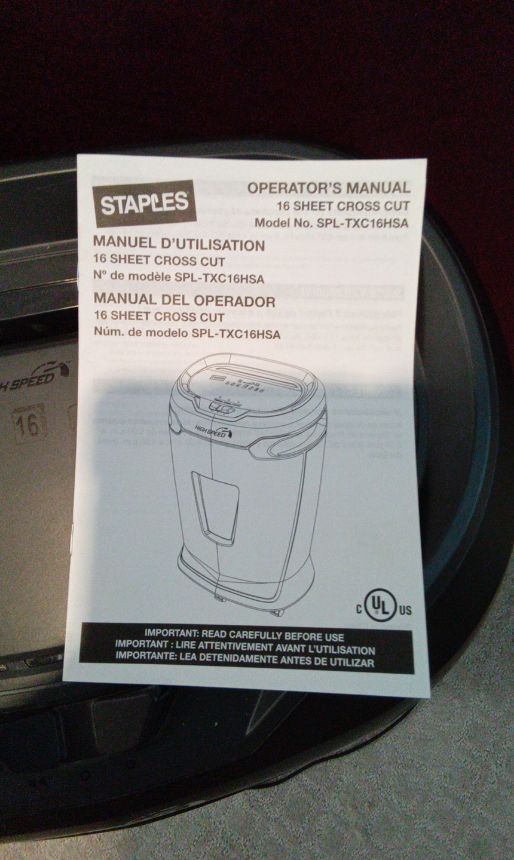 STAPLES
OPERATOR'S MANUAL
16 SHEET CROSS CUT
Model No. SPL-TXC16HSA
MANUEL D'UTILISATION
16 SHEET CROSS CUT
Nº de modèle SPL-TXC16HSA
MANUAL DEL OPERADOR
16 SHEET CROSS CUT
Núm. de modelo SPL-TXC16HSA
HIGH SPEED
C UL US
IMPORTANT: READ CAREFULLY BEFORE USE
IMPORTANT : LIRE ATTENTIVEMENT AVANT L'UTILISATION
IMPORTANTE: LEA DETENIDAMENTE ANTES DE UTILIZAR
SPEED
16